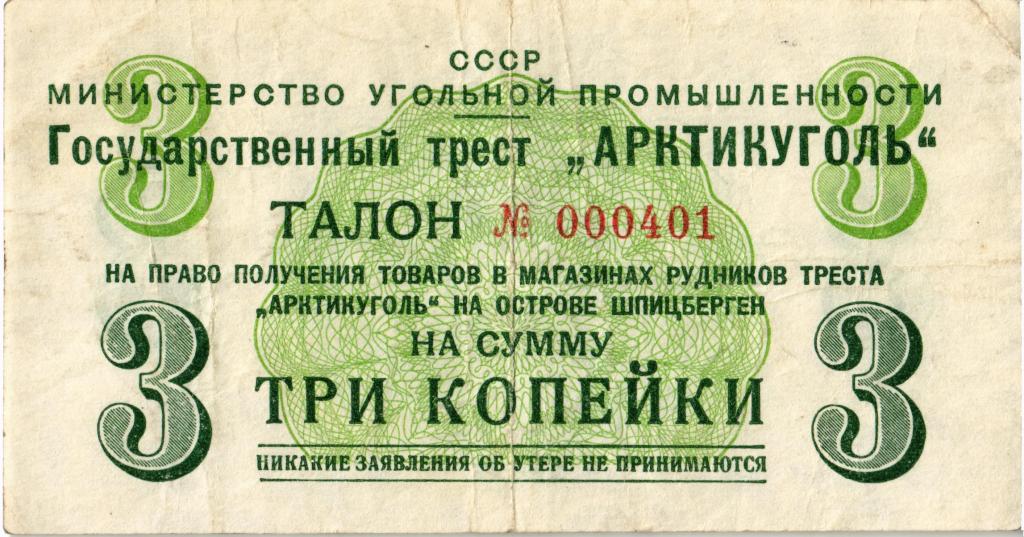 СССР
МИНИСТЕРСТВО УГОЛЬНОЙ ПРОМЫШЛЕННОСТИ
Государственный трест „АРКТИКУГОЛЬ“
3 3
ТАЛОН № 000401
НА ПРАВО ПОЛУЧЕНИЯ ТОВАРОВ В МАГАЗИНАХ РУДНИКОВ ТРЕСТА
„АРКТИКУГОЛЬ“ НА ОСТРОВЕ ШПИЦБЕРГЕН
НА СУММУ
3 ТРИ КОПЕЙКИ 3
НИКАКИЕ ЗАЯВЛЕНИЯ ОБ УТЕРЕ НЕ ПРИНИМАЮТСЯ